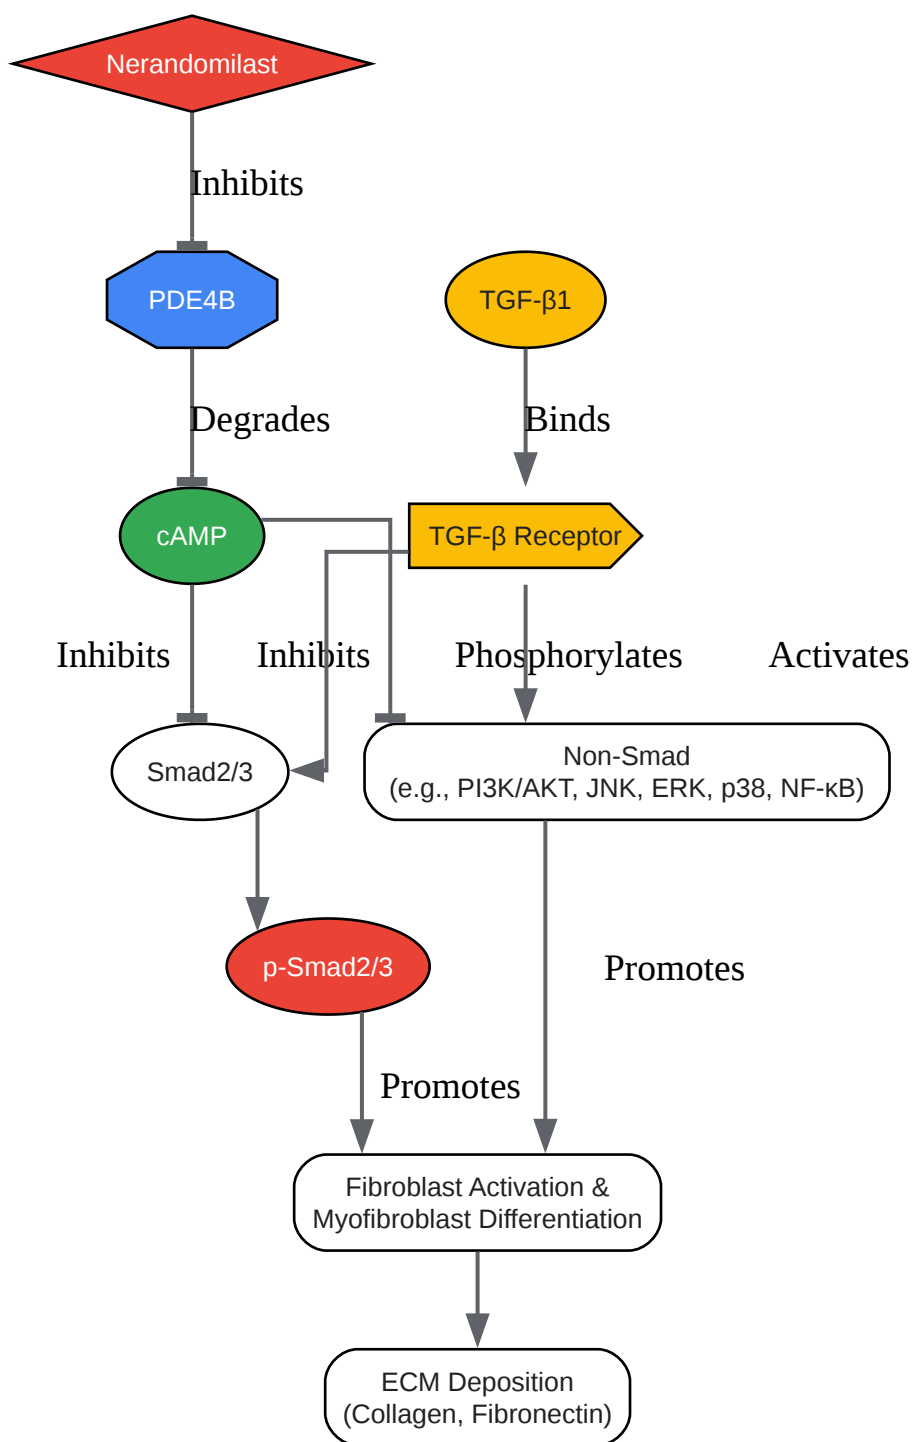 Nerandomilast
Inhibits
PDE4B
TGF-β1
Degrades
Binds
cAMP
TGF-β Receptor
Inhibits
Inhibits
Phosphorylates
Activates
Smad2/3
Non-Smad
(e.g., PI3K/AKT, JNK, ERK, p38, NF-κB)
p-Smad2/3
Promotes
Promotes
Fibroblast Activation &
Myofibroblast Differentiation
ECM Deposition
(Collagen, Fibronectin)